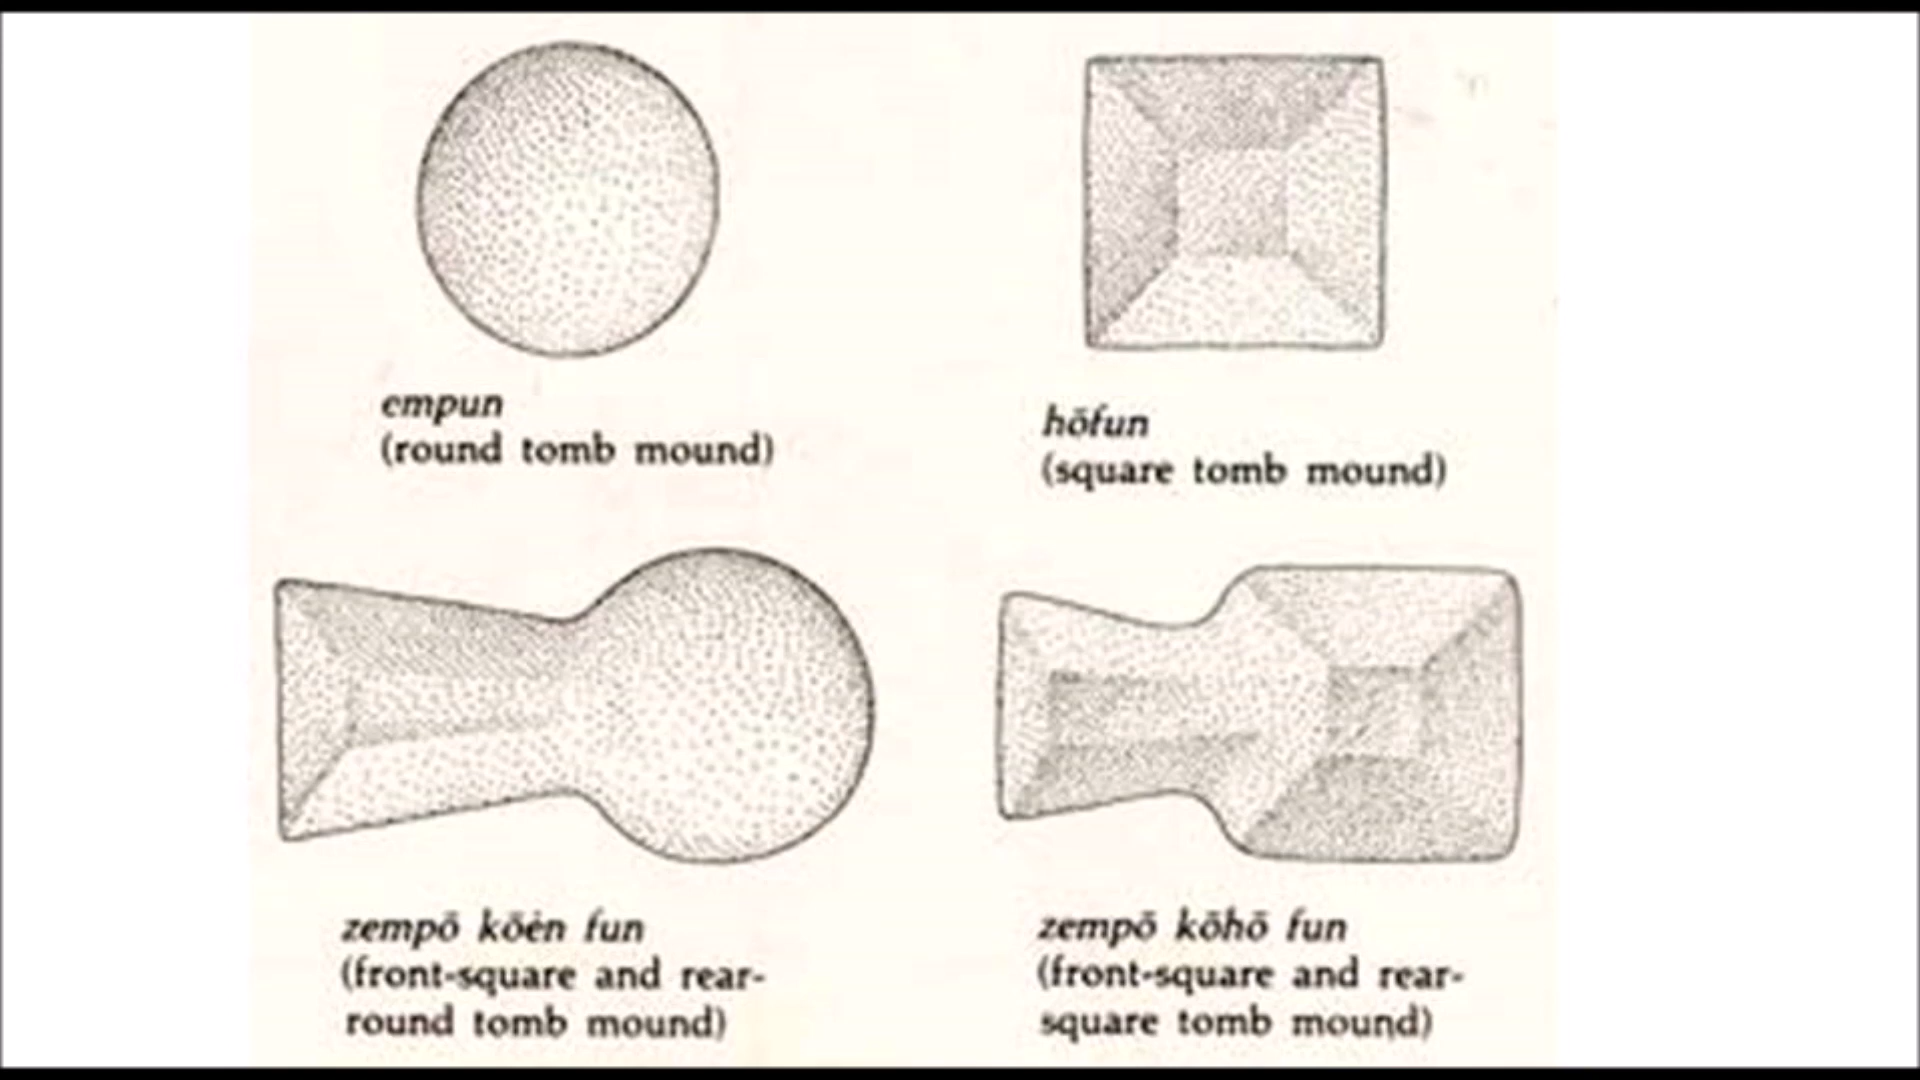 empun
(round tomb mound)
hōfun
(square tomb mound)
zempō kōen fun
(front-square and rear-
round tomb mound)
zempō kōhō fun
(front-square and rear-
square tomb mound)